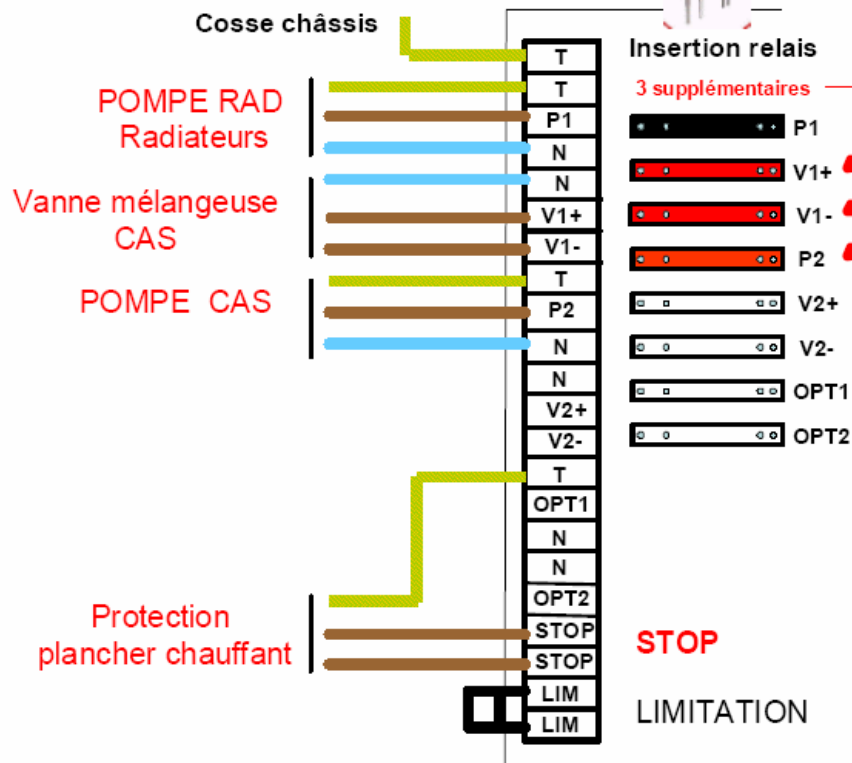 Cosse châssis
POMPE RAD
Radiateurs
Vanne mélangeuse
CAS
POMPE CAS
Protection
plancher chauffant
T
T
P1
N
N
V1+
V1-
T
P2
N
N
V2+
V2-
T
OPT1
N
N
OPT2
STOP
STOP
LIM
LIM
Insertion relais
3 supplémentaires
P1
V1+
V1-
P2
V2+
V2-
OPT1
OPT2
STOP
LIMITATION